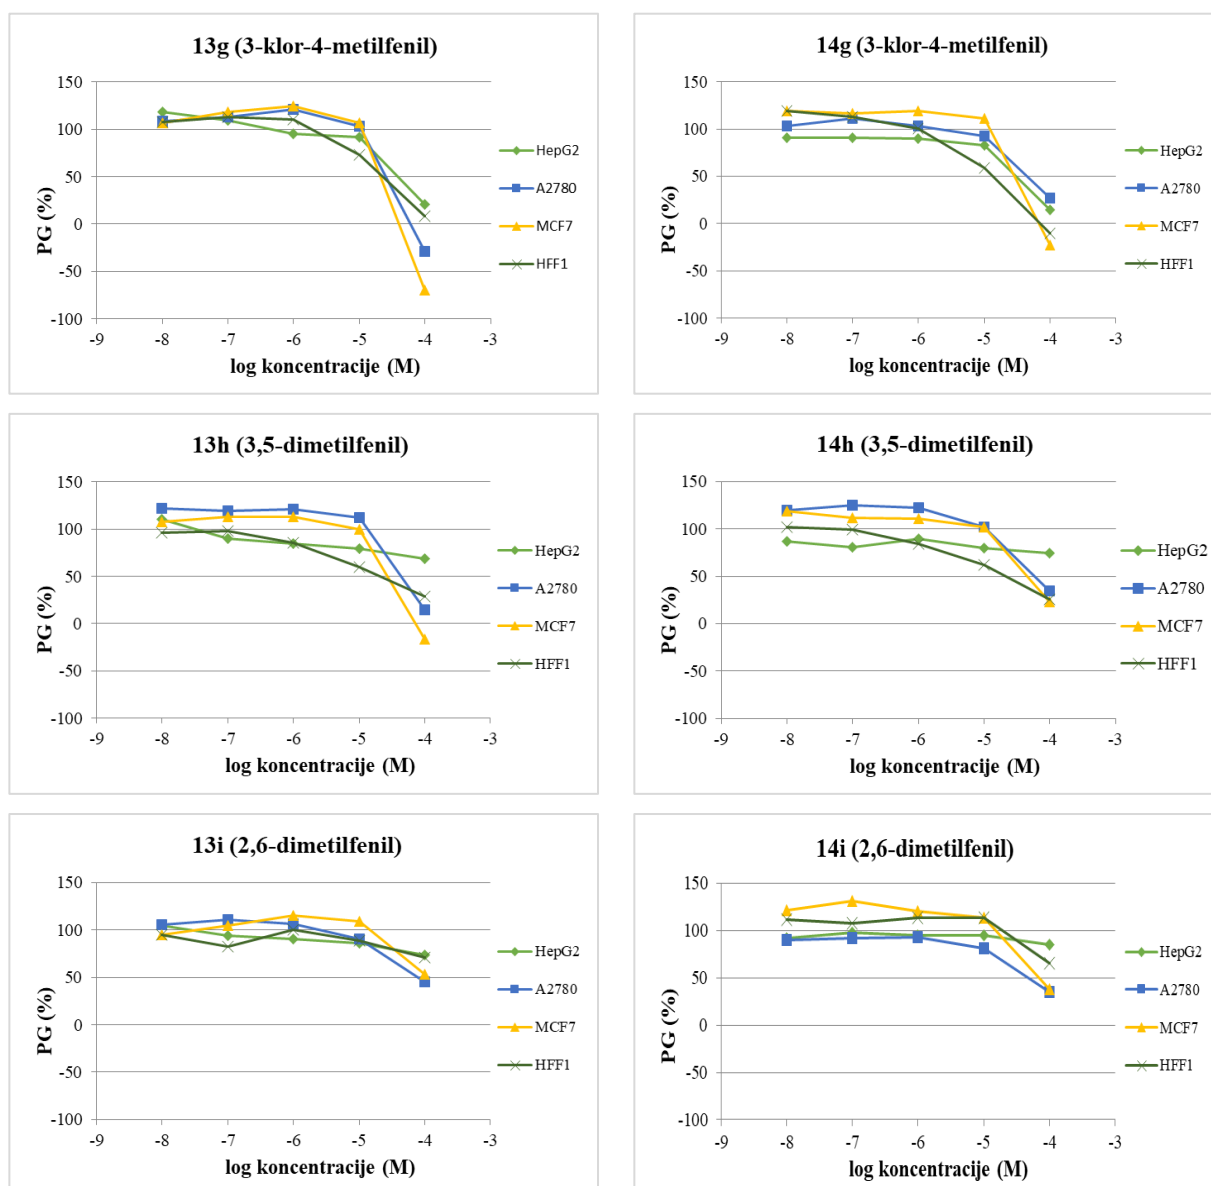 13g (3-klor-4-metilfenil)
PG (%)
150
100
50
0
-50
-100
-9 -8 -7 -6 -5 -4 -3
log koncentracije (M)
HepG2
A2780
MCF7
HFF1
14g (3-klor-4-metilfenil)
PG (%)
150
100
50
0
-50
-100
-9 -8 -7 -6 -5 -4 -3
log koncentracije (M)
HepG2
A2780
MCF7
HFF1
13h (3,5-dimetilfenil)
PG (%)
150
100
50
0
-50
-100
-9 -8 -7 -6 -5 -4 -3
log koncentracije (M)
HepG2
A2780
MCF7
HFF1
14h (3,5-dimetilfenil)
PG (%)
150
100
50
0
-50
-100
-9 -8 -7 -6 -5 -4 -3
log koncentracije (M)
HepG2
A2780
MCF7
HFF1
13i (2,6-dimetilfenil)
PG (%)
150
100
50
0
-50
-100
-9 -8 -7 -6 -5 -4 -3
log koncentracije (M)
HepG2
A2780
MCF7
HFF1
14i (2,6-dimetilfenil)
PG (%)
150
100
50
0
-50
-100
-9 -8 -7 -6 -5 -4 -3
log koncentracije (M)
HepG2
A2780
MCF7
HFF1